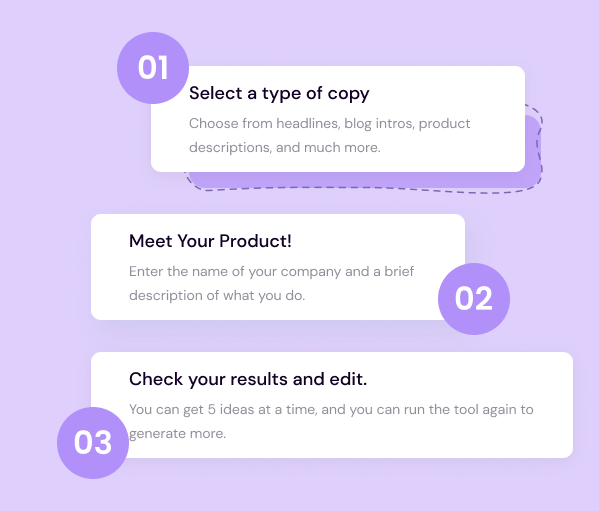 01
Select a type of copy
Choose from headlines, blog intros, product
descriptions, and much more.
Meet Your Product!
Enter the name of your company and a brief
description of what you do.
02
Check your results and edit.
You can get 5 ideas at a time, and you can run the tool again to
generate more.
03